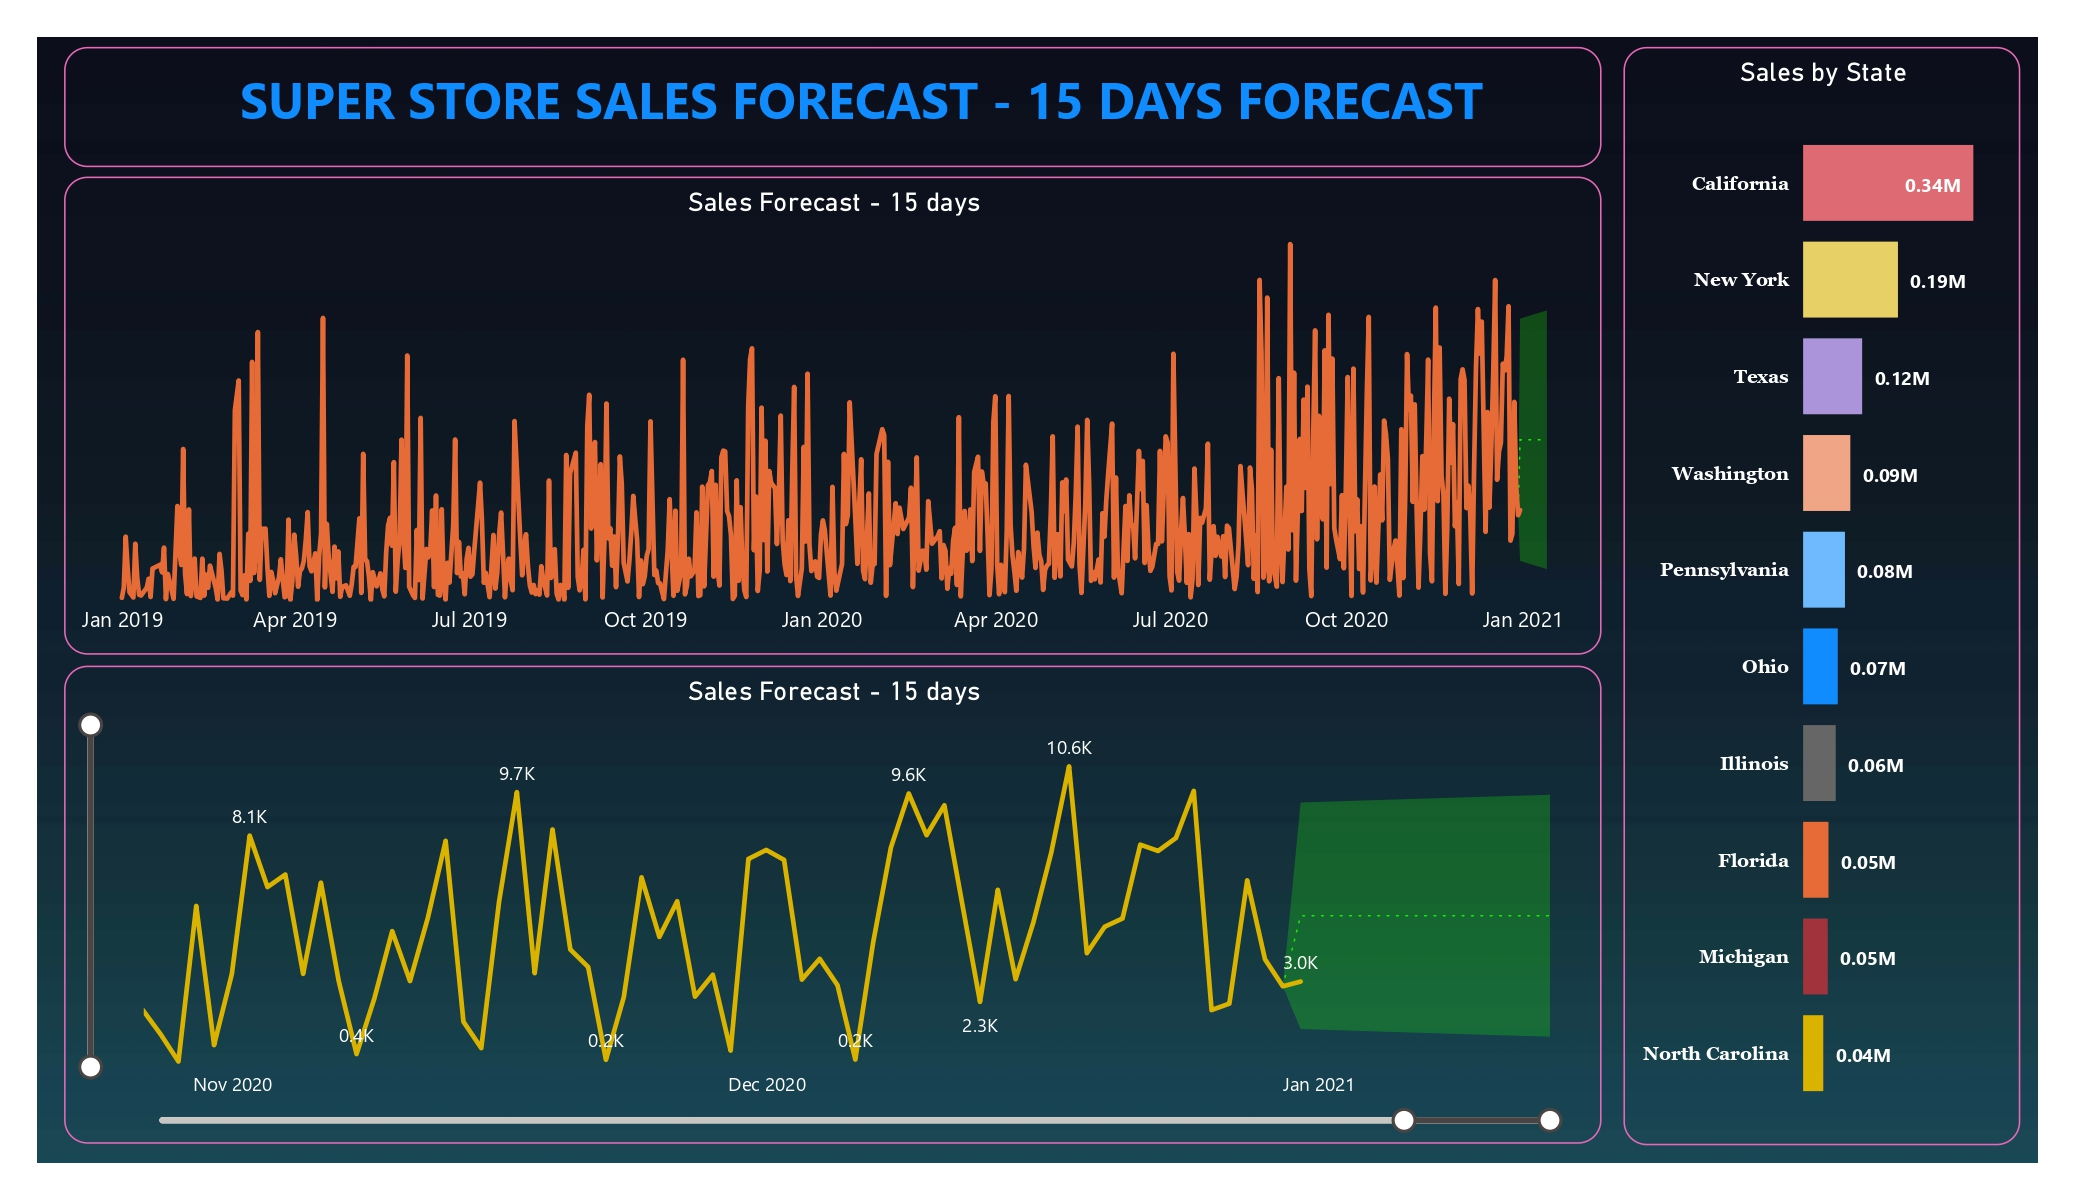 SUPER STORE SALES FORECAST - 15 DAYS FORECAST
Sales Forecast - 15 days
Jan 2019 Apr 2019 Jul 2019 Oct 2019 Jan 2020 Apr 2020 Jul 2020 Oct 2020 Jan 2021
Sales Forecast - 15 days
10.6K
9.7K
9.6K
8.1K
3.0K
2.3K
0.4K
0.2K
0.2K
Nov 2020 Dec 2020 Jan 2021
Sales by State
California 0.34M
New York 0.19M
Texas 0.12M
Washington 0.09M
Pennsylvania 0.08M
Ohio 0.07M
Illinois 0.06M
Florida 0.05M
Michigan 0.05M
North Carolina 0.04M